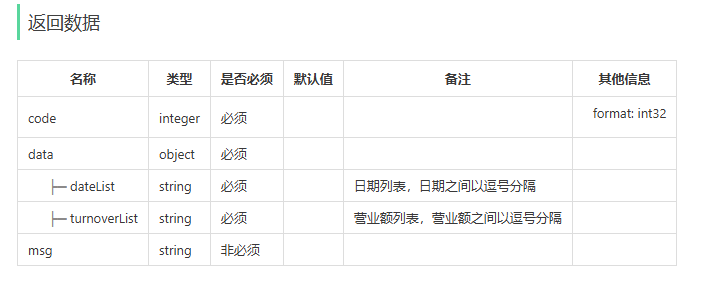 返回数据
名称 类型 是否必须 默认值 备注 其他信息
code integer 必须 format: int32
data object 必须
├─ dateList string 必须 日期列表，日期之间以逗号分隔
├─ turnoverList string 必须 营业额列表，营业额之间以逗号分隔
msg string 非必须